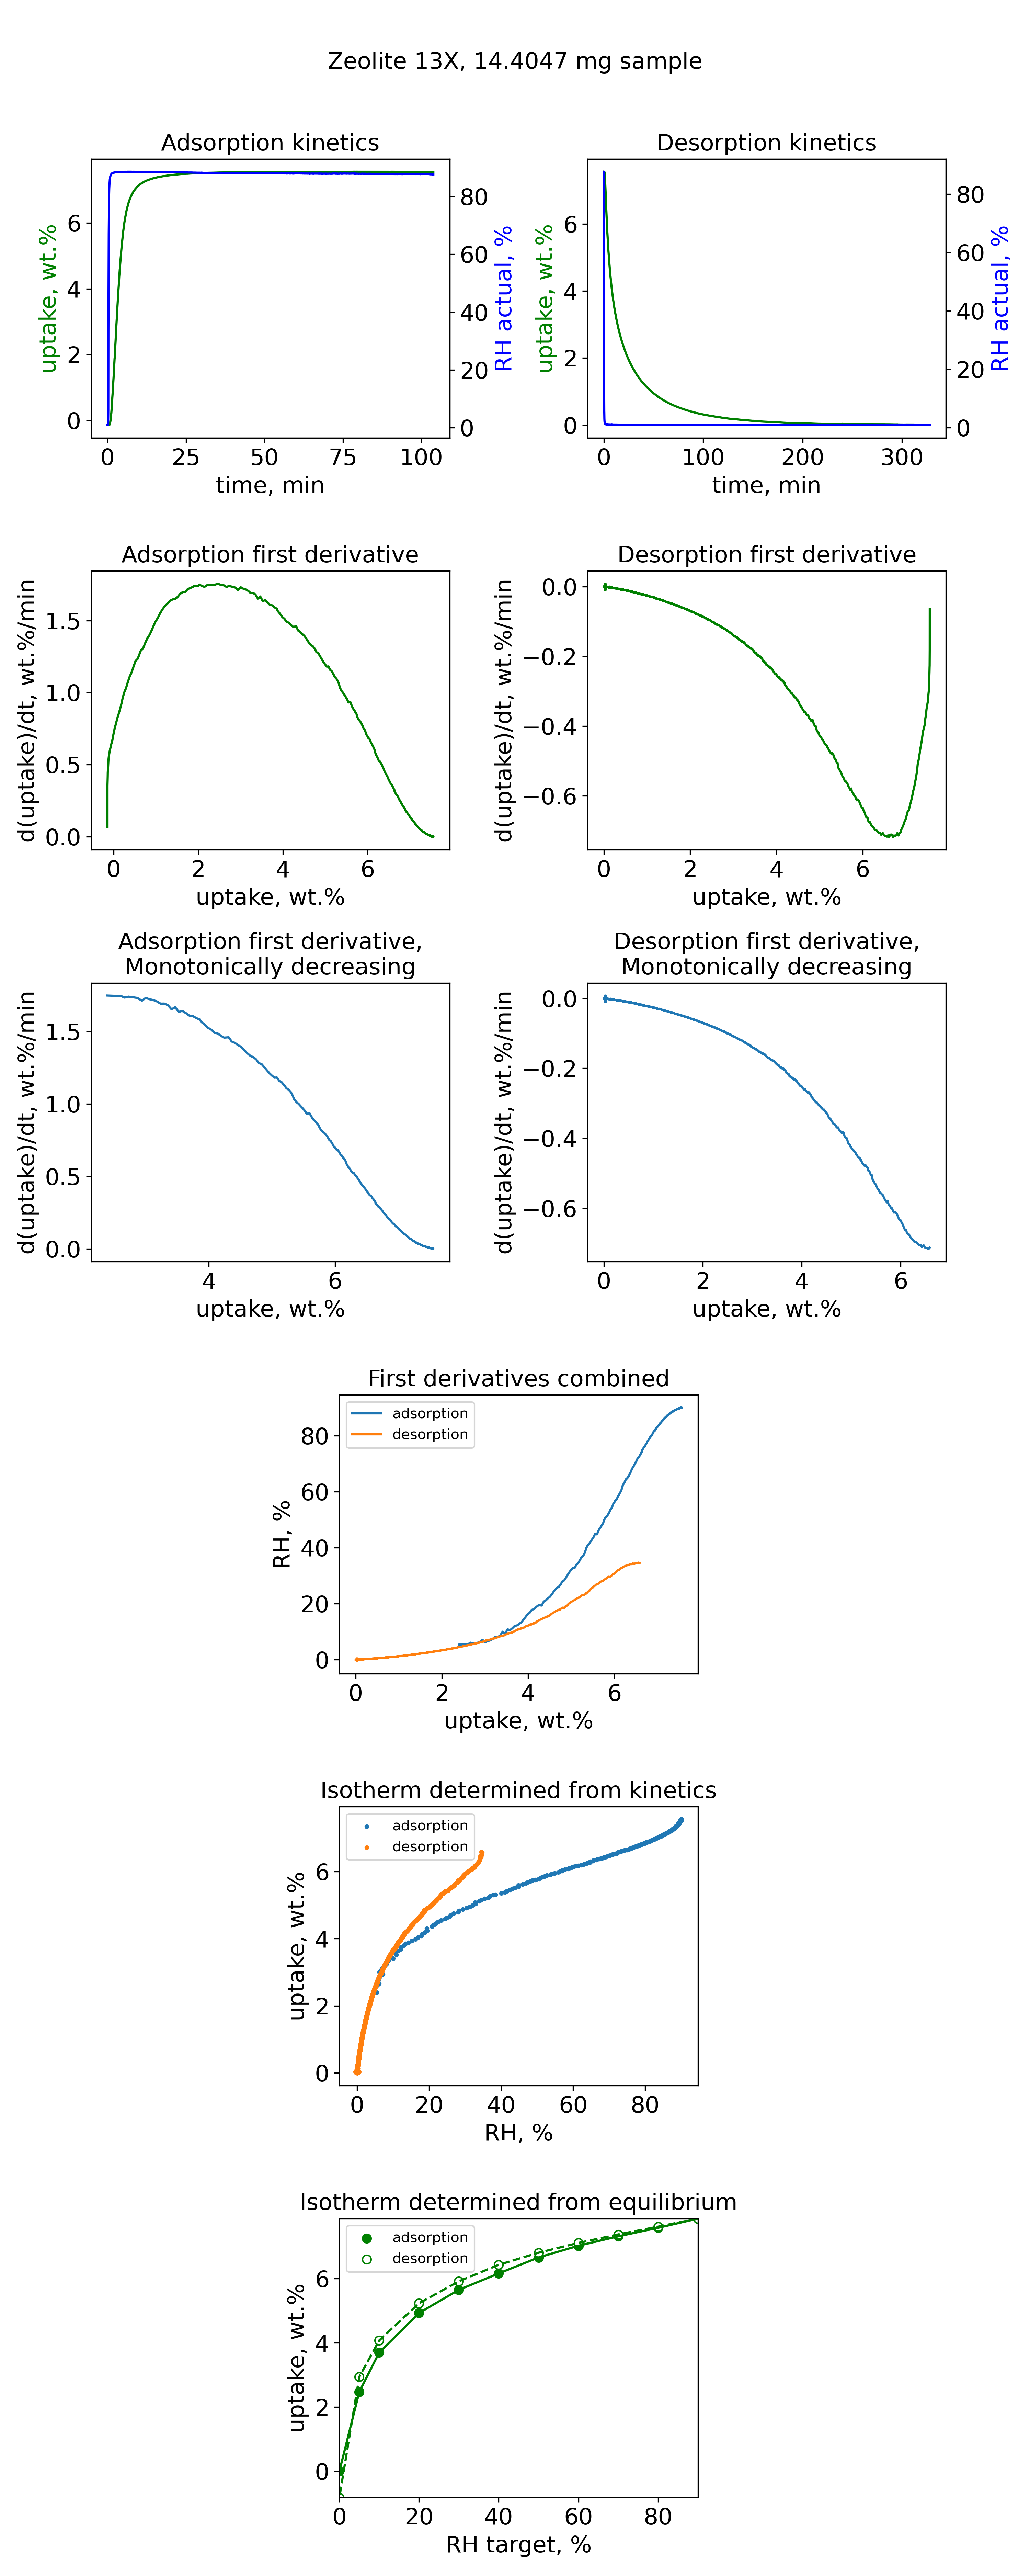 Zeolite 13X, 14.4047 mg sample
Adsorption kinetics
uptake, wt.%
0 2 4 6
0 20 40 60 80
RH actual, %
0 25 50 75 100
time, min
Desorption kinetics
uptake, wt.%
0 2 4 6
0 20 40 60 80
RH actual, %
0 100 200 300
time, min
Adsorption first derivative
d(uptake)/dt, wt.%/min
0.0 0.5 1.0 1.5
0 2 4 6
uptake, wt.%
Desorption first derivative
d(uptake)/dt, wt.%/min
0.0 −0.2 −0.4 −0.6
0 2 4 6
uptake, wt.%
Adsorption first derivative,
Monotonically decreasing
d(uptake)/dt, wt.%/min
0.0 0.5 1.0 1.5
4 6
uptake, wt.%
Desorption first derivative,
Monotonically decreasing
d(uptake)/dt, wt.%/min
0.0 −0.2 −0.4 −0.6
0 2 4 6
uptake, wt.%
First derivatives combined
adsorption
desorption
RH, %
0 20 40 60 80
0 2 4 6
uptake, wt.%
Isotherm determined from kinetics
adsorption
desorption
uptake, wt.%
0 2 4 6
0 20 40 60 80
RH, %
Isotherm determined from equilibrium
adsorption
desorption
uptake, wt.%
0 2 4 6
0 20 40 60 80
RH target, %